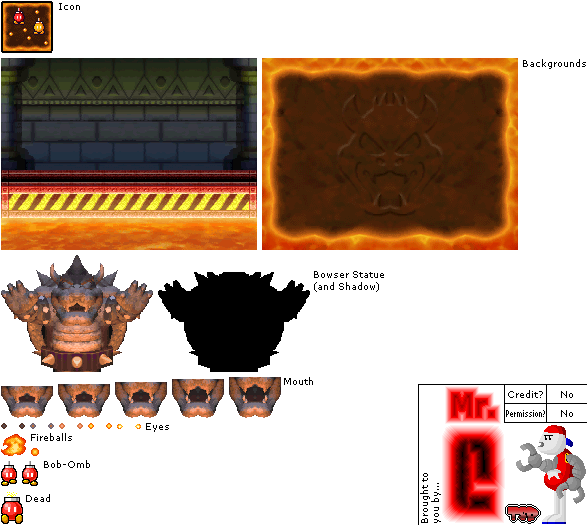 Icon
Backgrounds
Bowser Statue
(and Shadow)
Mouth
Eyes
Fireballs
Bob-Omb
Dead
Brought to
you by...
Mr.
C
Credit? No
Permission? No